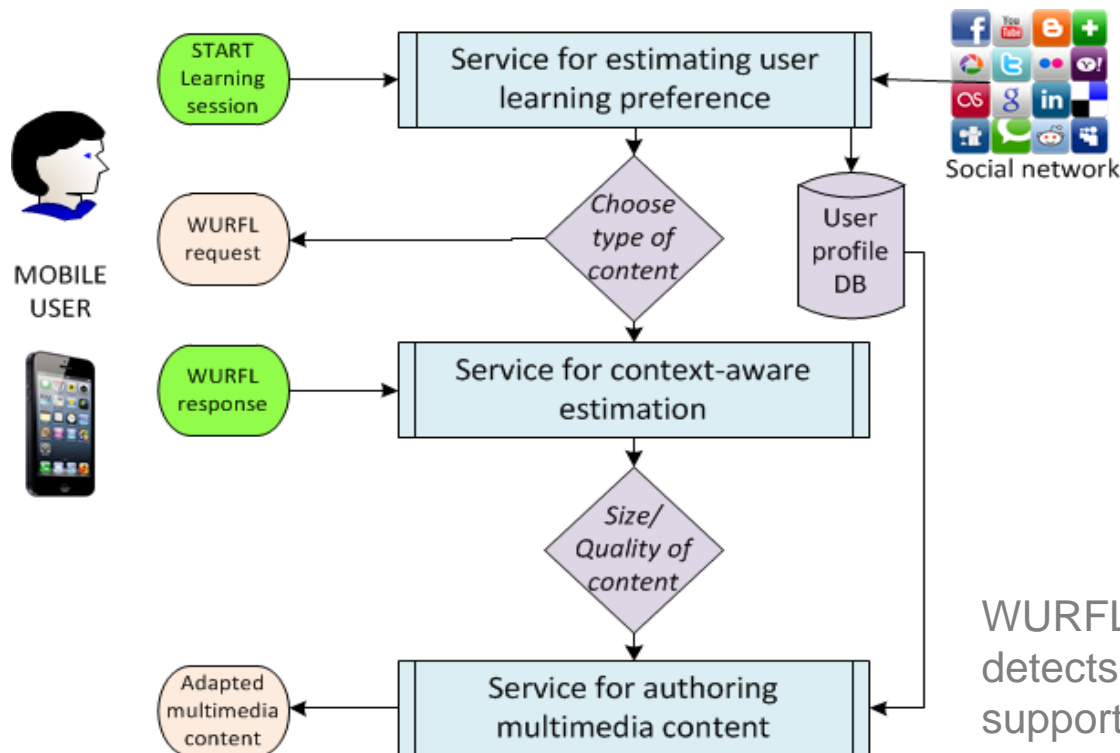 START
Learning
session
Service for estimating user
learning preference
You
Tube
Social network
Choose
type of
content
User
profile
DB
WURFL
request
MOBILE
USER
WURFL
response
Service for context-aware
estimation
Size/
Quality of
content
WURFL
detects
support
Adapted
multimedia
content
Service for authoring
multimedia content